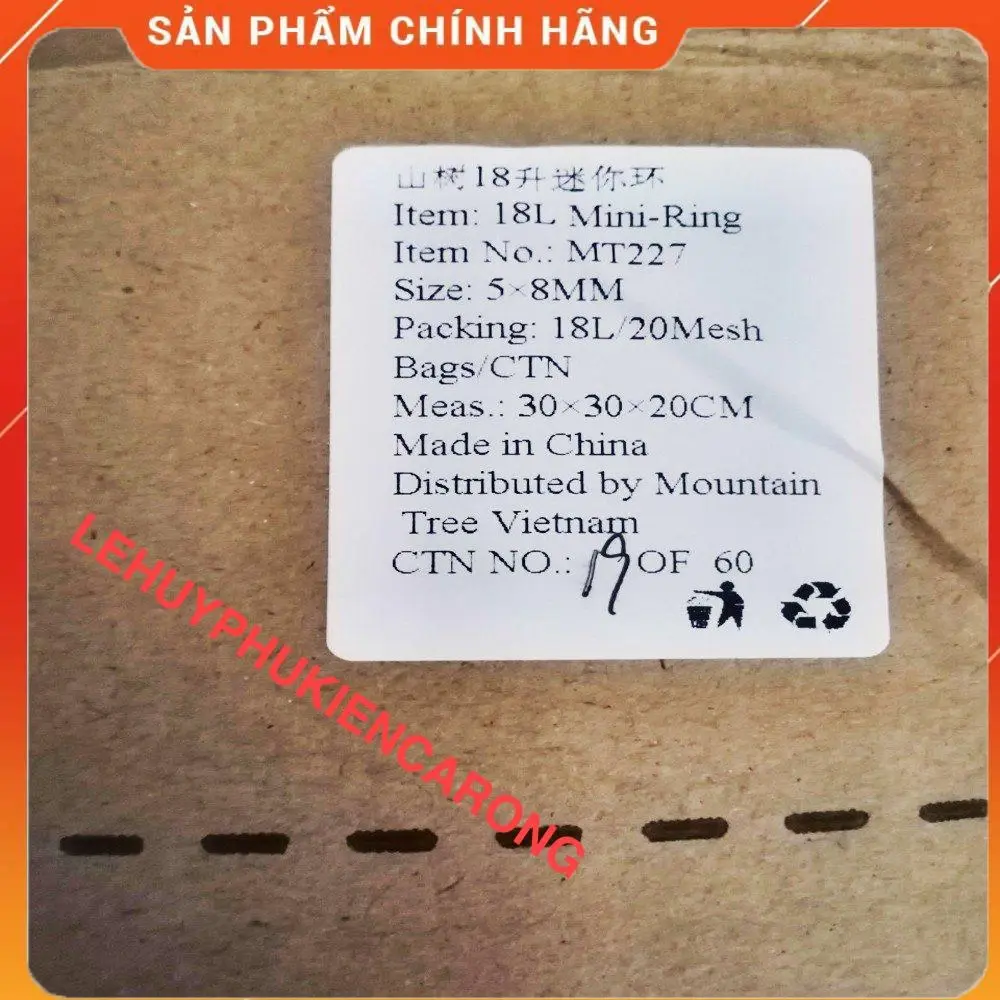 SẢN PHẨM CHÍNH HÃNG
山树18升迷你环
Item: 18L Mini-Ring
Item No.: MT227
Size: 5×8MM
Packing: 18L/20Mesh
Bags/CTN
Meas.: 30×30×20CM
Made in China
Distributed by Mountain
Tree Vietnam
CTN NO.: 19 OF 60
LEHUYPHUKIENCARONG